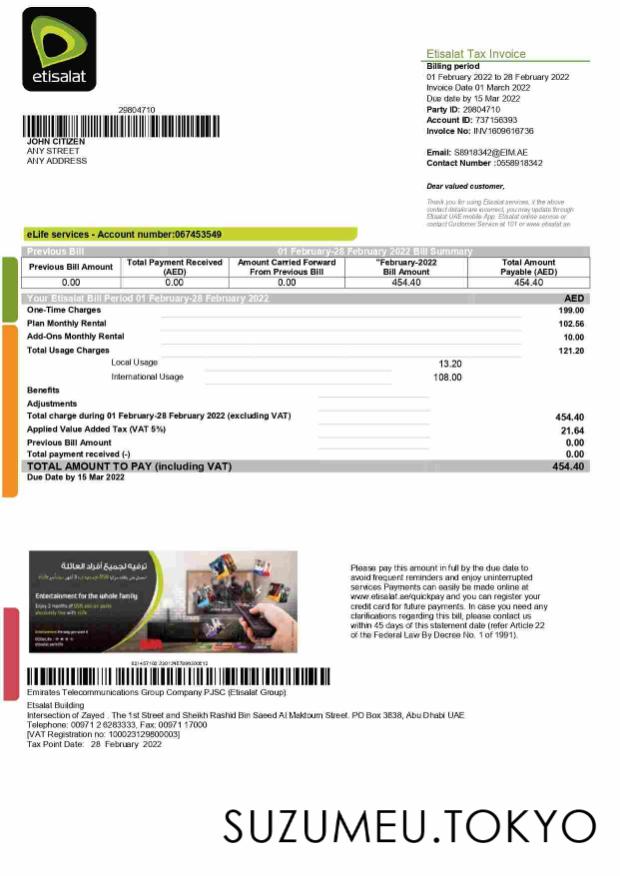 etisalat
Etisalat Tax Invoice
Billing period
01 February 2022 to 28 February 2022
Invoice Date 01 March 2022
Due date by 15 Mar 2022
Party ID: 29804710
Account ID: 737156393
Invoice No: INV1609616736
Email: S8918342@EIM.AE
Contact Number :0558918342
29804710
JOHN CITIZEN
ANY STREET
ANY ADDRESS
Dear valued customer,
Thank you for using Etisalat services, if the above
contact details are incorrect, you may update through
Etisalat UAE mobile App. Etisalat online service or
contact Customer Service at 101 or www.etisalat.ae
eLife services - Account number:067453549
Previous Bill 01 February-28 February 2022 Bill Summary
Previous Bill Amount Total Payment Received (AED) Amount Carried Forward From Previous Bill "February-2022 Bill Amount Total Amount Payable (AED)
0.00 0.00 0.00 454.40 454.40
Your Etisalat Bill Period 01 February-28 February 2022 AED
One-Time Charges 199.00
Plan Monthly Rental 102.56
Add-Ons Monthly Rental 10.00
Total Usage Charges 121.20
Local Usage 13.20
International Usage 108.00
Benefits
Adjustments
Total charge during 01 February-28 February 2022 (excluding VAT) 454.40
Applied Value Added Tax (VAT 5%) 21.64
Previous Bill Amount 0.00
Total payment received (-) 0.00
TOTAL AMOUNT TO PAY (including VAT) 454.40
Due Date by 15 Mar 2022
ترفيه لجميع أفراد العائلة
Entertainment for the whole family
Please pay this amount in full by the due date to
avoid frequent reminders and enjoy uninterrupted
services Payments can easily be made online at
www.etisalat.ae/quickpay and you can register your
credit card for future payments. In case you need any
clarifications regarding this bill, please contact us
within 45 days of this statement date (refer Article 22
of the Federal Law By Decree No. 1 of 1991).
Emirates Telecommunications Group Company PJSC (Etisalat Group)
Etisalat Building
Intersection of Zayed . The 1st Street and Sheikh Rashid Bin Saeed Al Maktoum Street. PO Box 3838, Abu Dhabi UAE
Telephone: 00971 2 6283333, Fax: 00971 17000
[VAT Registration no: 100023129800003]
Tax Point Date: 28 February 2022
SUZUMEU.TOKYO